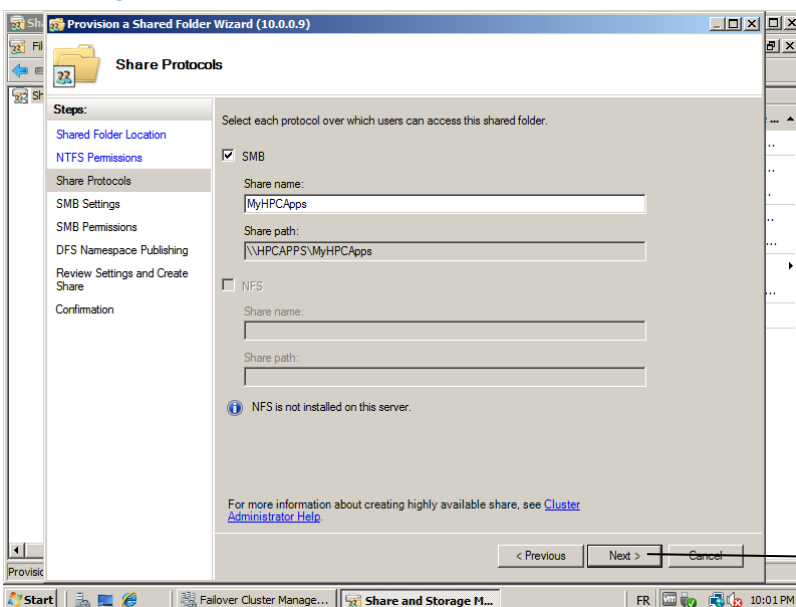 Provision a Shared Folder Wizard (10.0.0.9)
Share Protocols
Steps:
Shared Folder Location
NTFS Permissions
Share Protocols
SMB Settings
SMB Permissions
DFS Namespace Publishing
Review Settings and Create
Share
Confirmation
Select each protocol over which users can access this shared folder.
SMB
Share name:
MyHPCApps
Share path:
\\HPCAPPS\MyHPCApps
NFS
Share name:
Share path:
NFS is not installed on this server.
For more information about creating highly available share, see Cluster
Administrator Help.
< Previous
Next >
Cancel
Start
Failover Cluster Manage...
Share and Storage M...
FR
10:01 PM